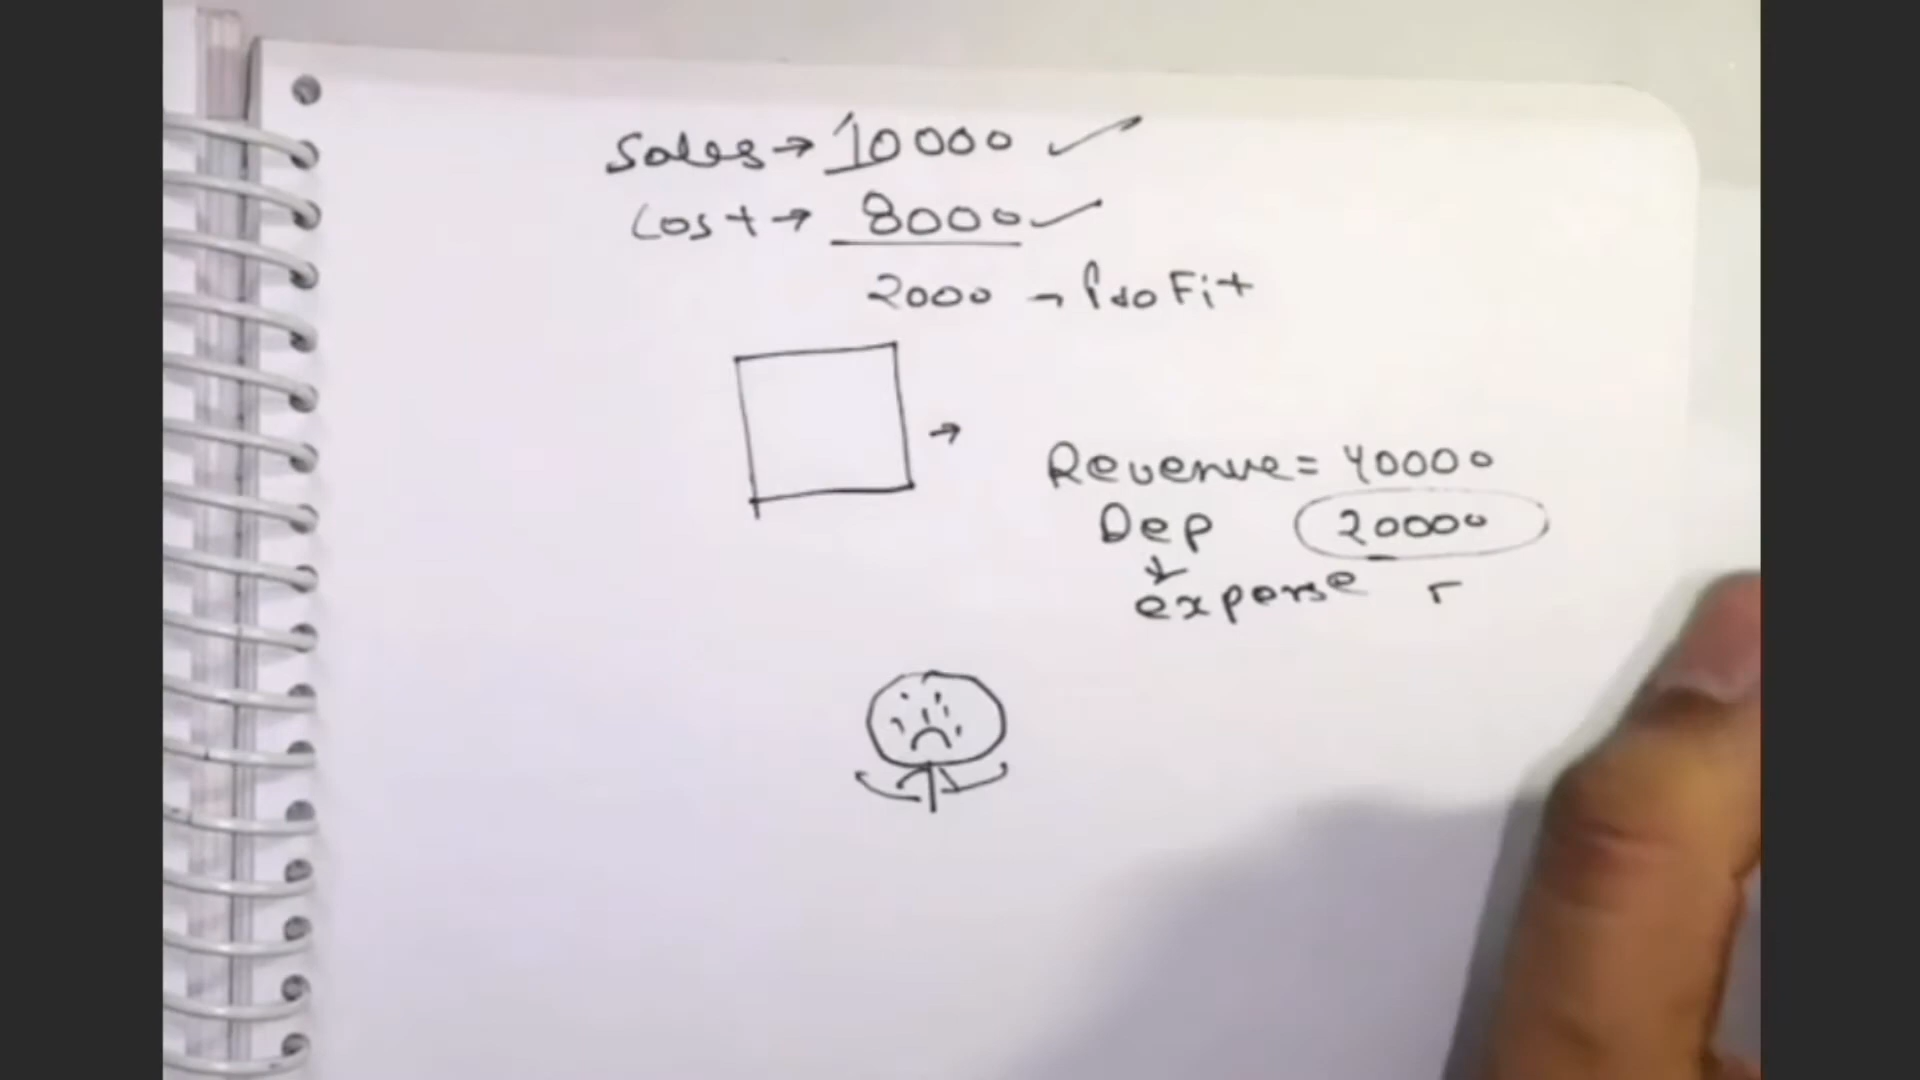 Sales → 10000 ✓
Cost → 8000 ✓
2000 → Profit
→
Revenue = 40000
Dep 20000
↓
expense